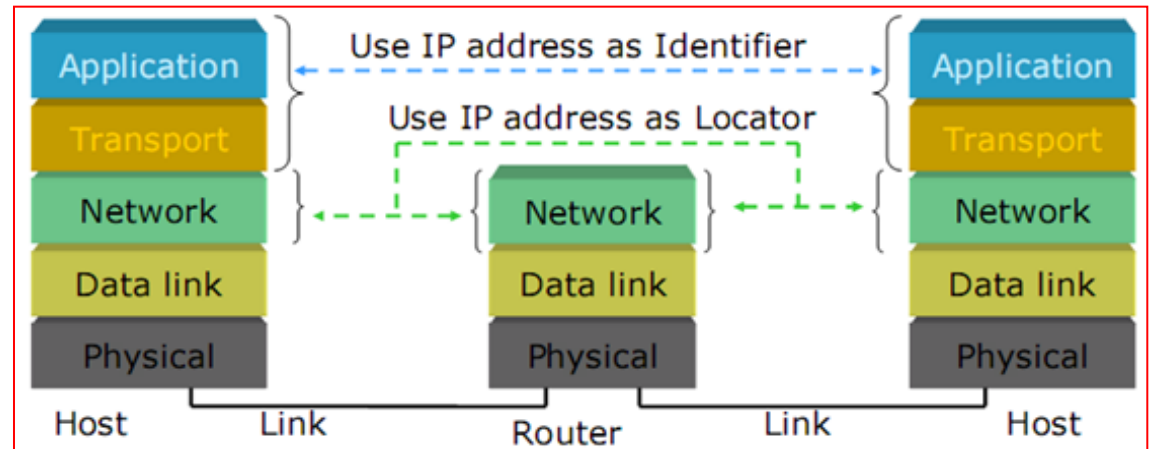 Use IP address as Identifier
Application
Application
Use IP address as Locator
Transport
Transport
Network
Network
Network
Data link
Data link
Data link
Physical
Physical
Physical
Host
Link
Router
Link
Host